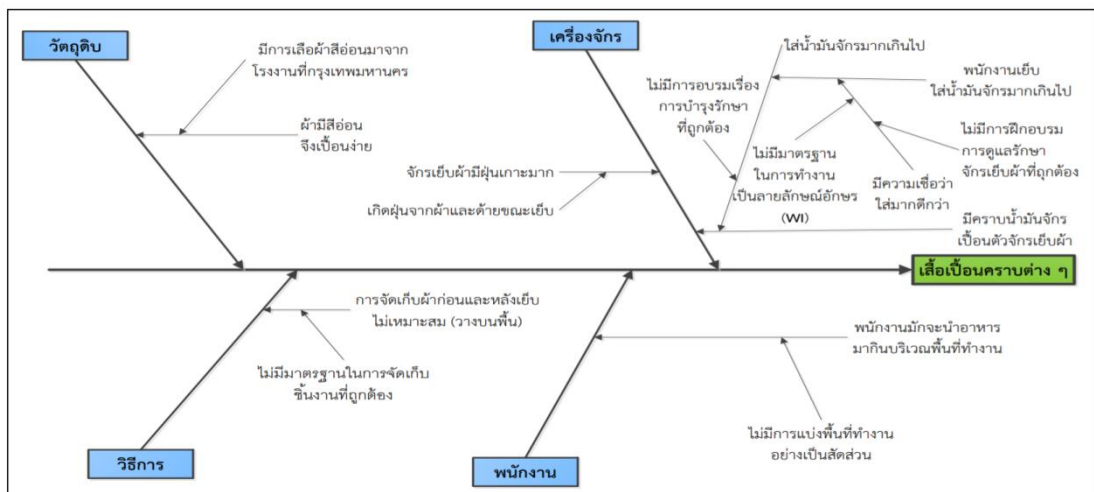 วัตถุดิบ
มีการเลือผ้าสีอ่อนมาจาก
โรงงานที่กรุงเทพมหานคร
ผ้ามีสีอ่อน
จึงเปื้อนง่าย
เครื่องจักร
ใส่น้ำมันจักรมากเกินไป
ไม่มีการอบรมเรื่อง
การบำรุงรักษา
ที่ถูกต้อง
พนักงานเย็บ
ใส่น้ำมันจักรมากเกินไป
ไม่มีมาตรฐาน
ในการทำงาน
เป็นลายลักษณ์อักษร
(WI)
ไม่มีการฝึกอบรม
การดูแลรักษา
จักรเย็บผ้าที่ถูกต้อง
มีความเชื่อว่า
ใส่มากดีกว่า
จักรเย็บผ้ามีฝุ่นเกาะมาก
เกิดฝุ่นจากผ้าและด้ายขณะเย็บ
มีคราบน้ำมันจักร
เปื้อนตัวจักรเย็บผ้า
เสื้อเปื้อนคราบต่าง ๆ
การจัดเก็บผ้าก่อนและหลังเย็บ
ไม่เหมาะสม (วางบนพื้น)
ไม่มีมาตรฐานในการจัดเก็บ
ชิ้นงานที่ถูกต้อง
วิธีการ
พนักงานมักจะนำอาหาร
มากินบริเวณพื้นที่ทำงาน
ไม่มีการแบ่งพื้นที่ทำงาน
อย่างเป็นสัดส่วน
พนักงาน